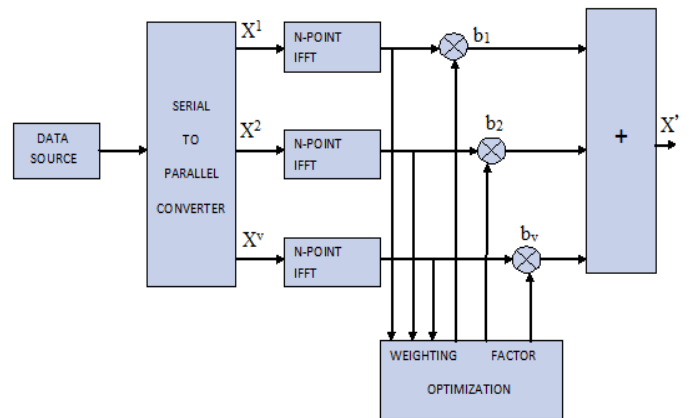 DATA
SOURCE
SERIAL
TO
PARALLEL
CONVERTER
X¹
N-POINT
IFFT
b₁
X²
N-POINT
IFFT
b₂
Xᵛ
N-POINT
IFFT
bᵥ
+
X'
WEIGHTING FACTOR
OPTIMIZATION